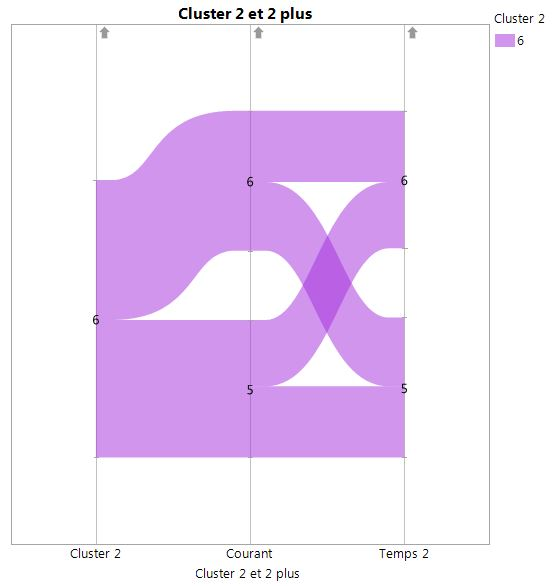 Cluster 2 et 2 plus
Cluster 2
6
6
6
6
5
5
Cluster 2
Courant
Temps 2
Cluster 2 et 2 plus